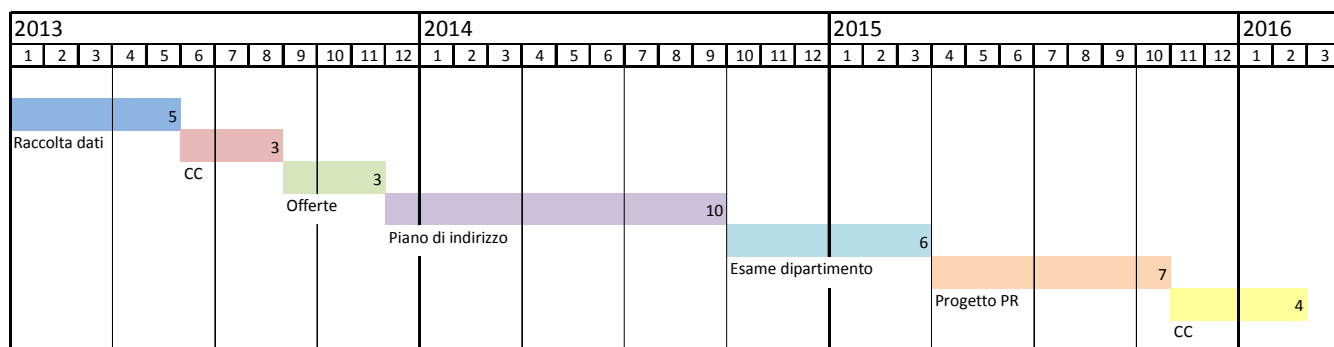 2013 2014 2015 2016
1 2 3 4 5 6 7 8 9 10 11 12 1 2 3 4 5 6 7 8 9 10 11 12 1 2 3 4 5 6 7 8 9 10 11 12 1 2 3
5
Raccolta dati
3
CC
3
Offerte
10
Piano di indirizzo
6
Esame dipartimento
7
Progetto PR
4
CC